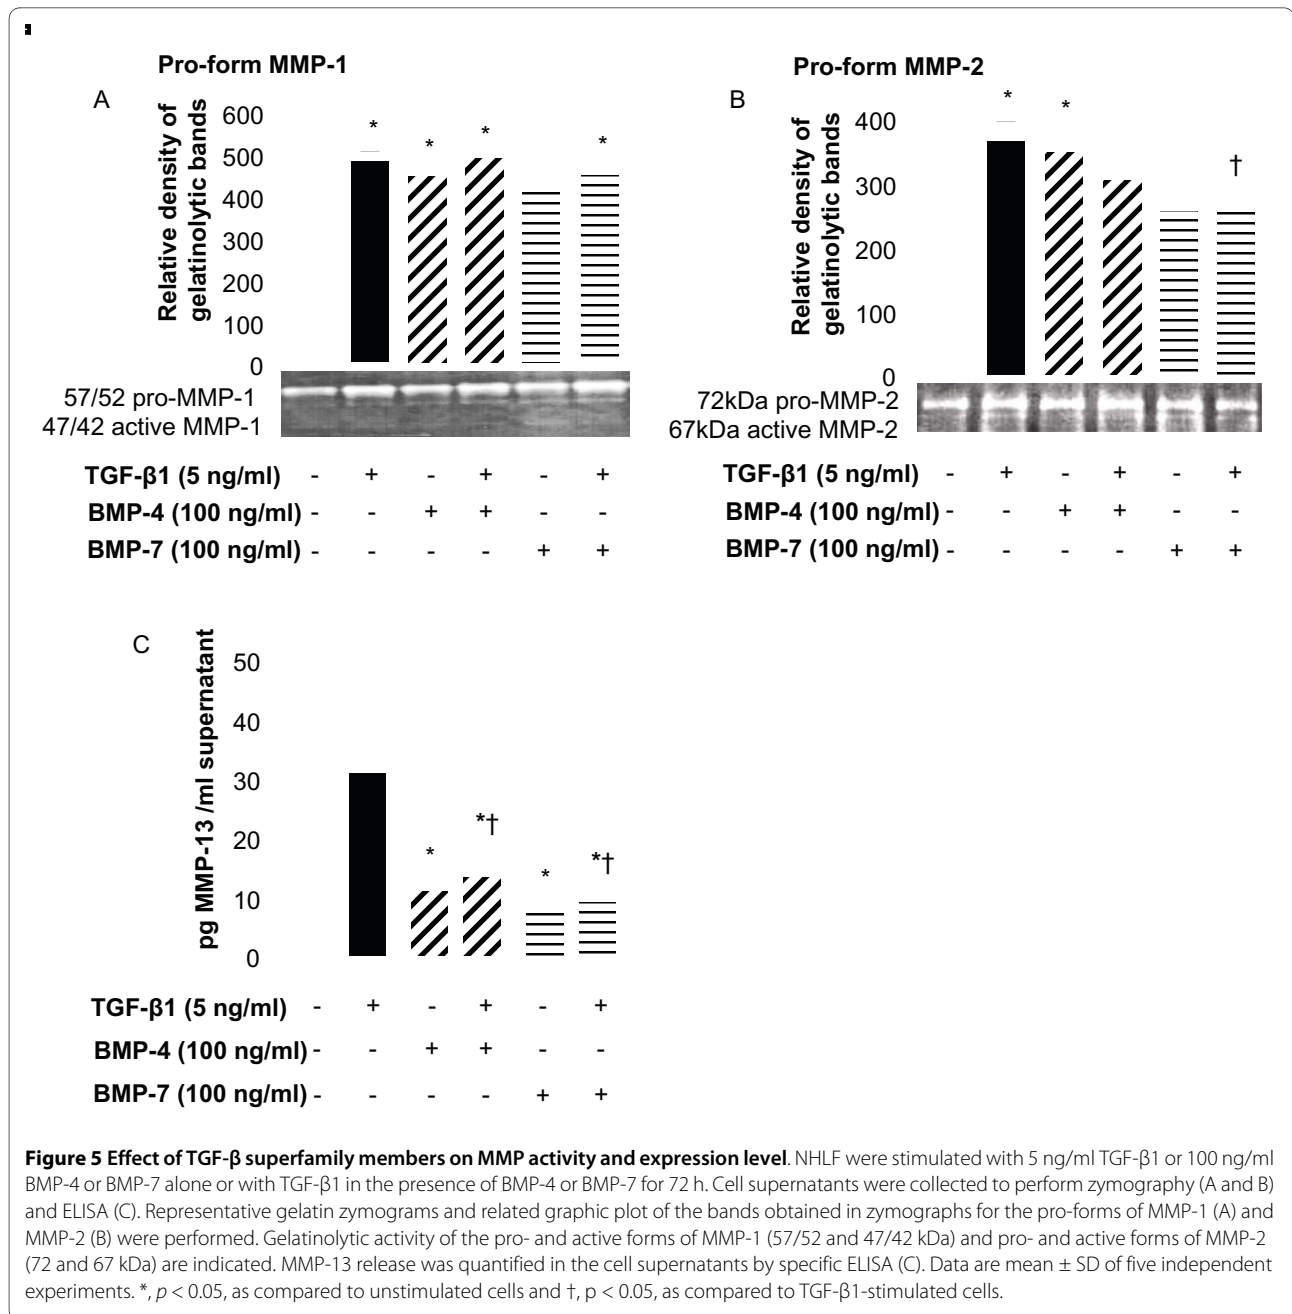 Pro-form MMP-1
A
Relative density of
gelatinolytic bands
600
500
400
300
200
100
0
* * * *
57/52 pro-MMP-1
47/42 active MMP-1
TGF-β1 (5 ng/ml) - + - + - +
BMP-4 (100 ng/ml) - - + + - -
BMP-7 (100 ng/ml) - - - - + +
Pro-form MMP-2
B
Relative density of
gelatinolytic bands
400
300
200
100
0
* * †
72kDa pro-MMP-2
67kDa active MMP-2
TGF-β1 (5 ng/ml) - + - + - +
BMP-4 (100 ng/ml) - - + + - -
BMP-7 (100 ng/ml) - - - - + +
C
pg MMP-13 /ml supernatant
50
40
30
20
10
0
* *† * *†
TGF-β1 (5 ng/ml) - + - + - +
BMP-4 (100 ng/ml) - - + + - -
BMP-7 (100 ng/ml) - - - - + +
Figure 5 Effect of TGF-β superfamily members on MMP activity and expression level. NHLF were stimulated with 5 ng/ml TGF-β1 or 100 ng/ml
BMP-4 or BMP-7 alone or with TGF-β1 in the presence of BMP-4 or BMP-7 for 72 h. Cell supernatants were collected to perform zymography (A and B)
and ELISA (C). Representative gelatin zymograms and related graphic plot of the bands obtained in zymographs for the pro-forms of MMP-1 (A) and
MMP-2 (B) were performed. Gelatinolytic activity of the pro- and active forms of MMP-1 (57/52 and 47/42 kDa) and pro- and active forms of MMP-2
(72 and 67 kDa) are indicated. MMP-13 release was quantified in the cell supernatants by specific ELISA (C). Data are mean ± SD of five independent
experiments. *, p < 0.05, as compared to unstimulated cells and †, p < 0.05, as compared to TGF-β1-stimulated cells.